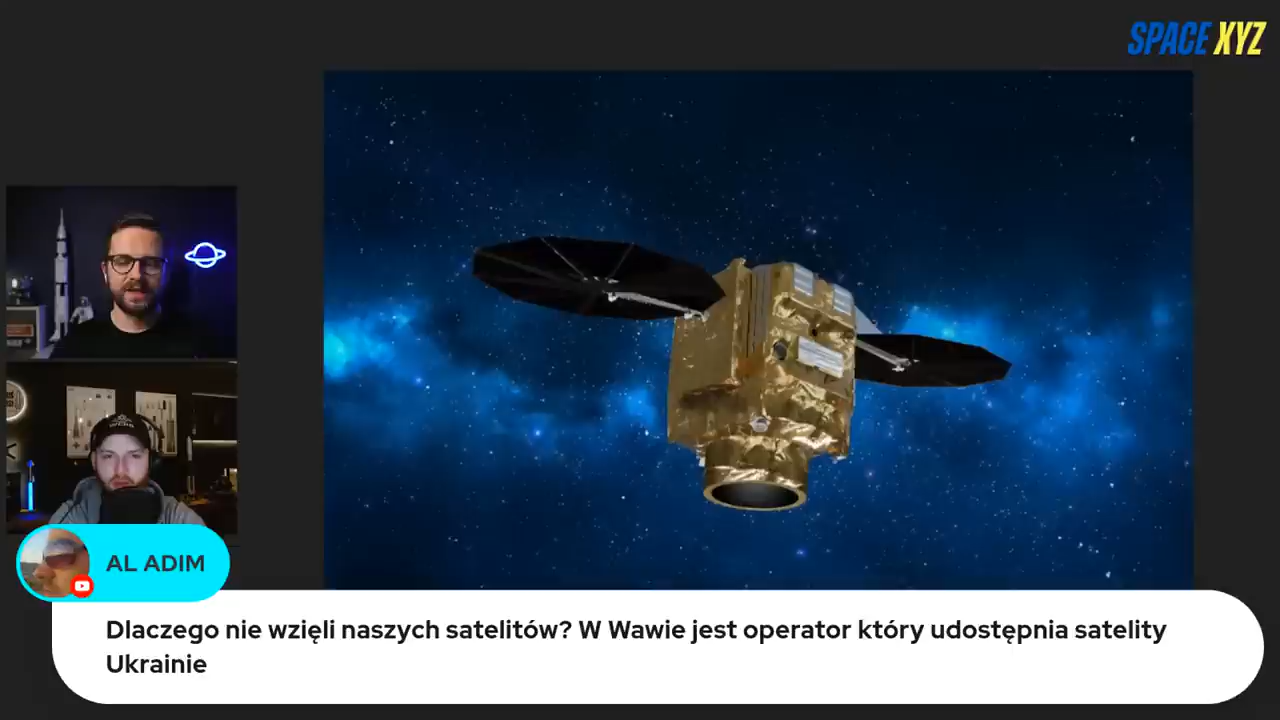 SPACE XYZ
AL ADIM
Dlaczego nie wzięli naszych satelitów? W Wawie jest operator który udostępnia satelity
Ukrainie